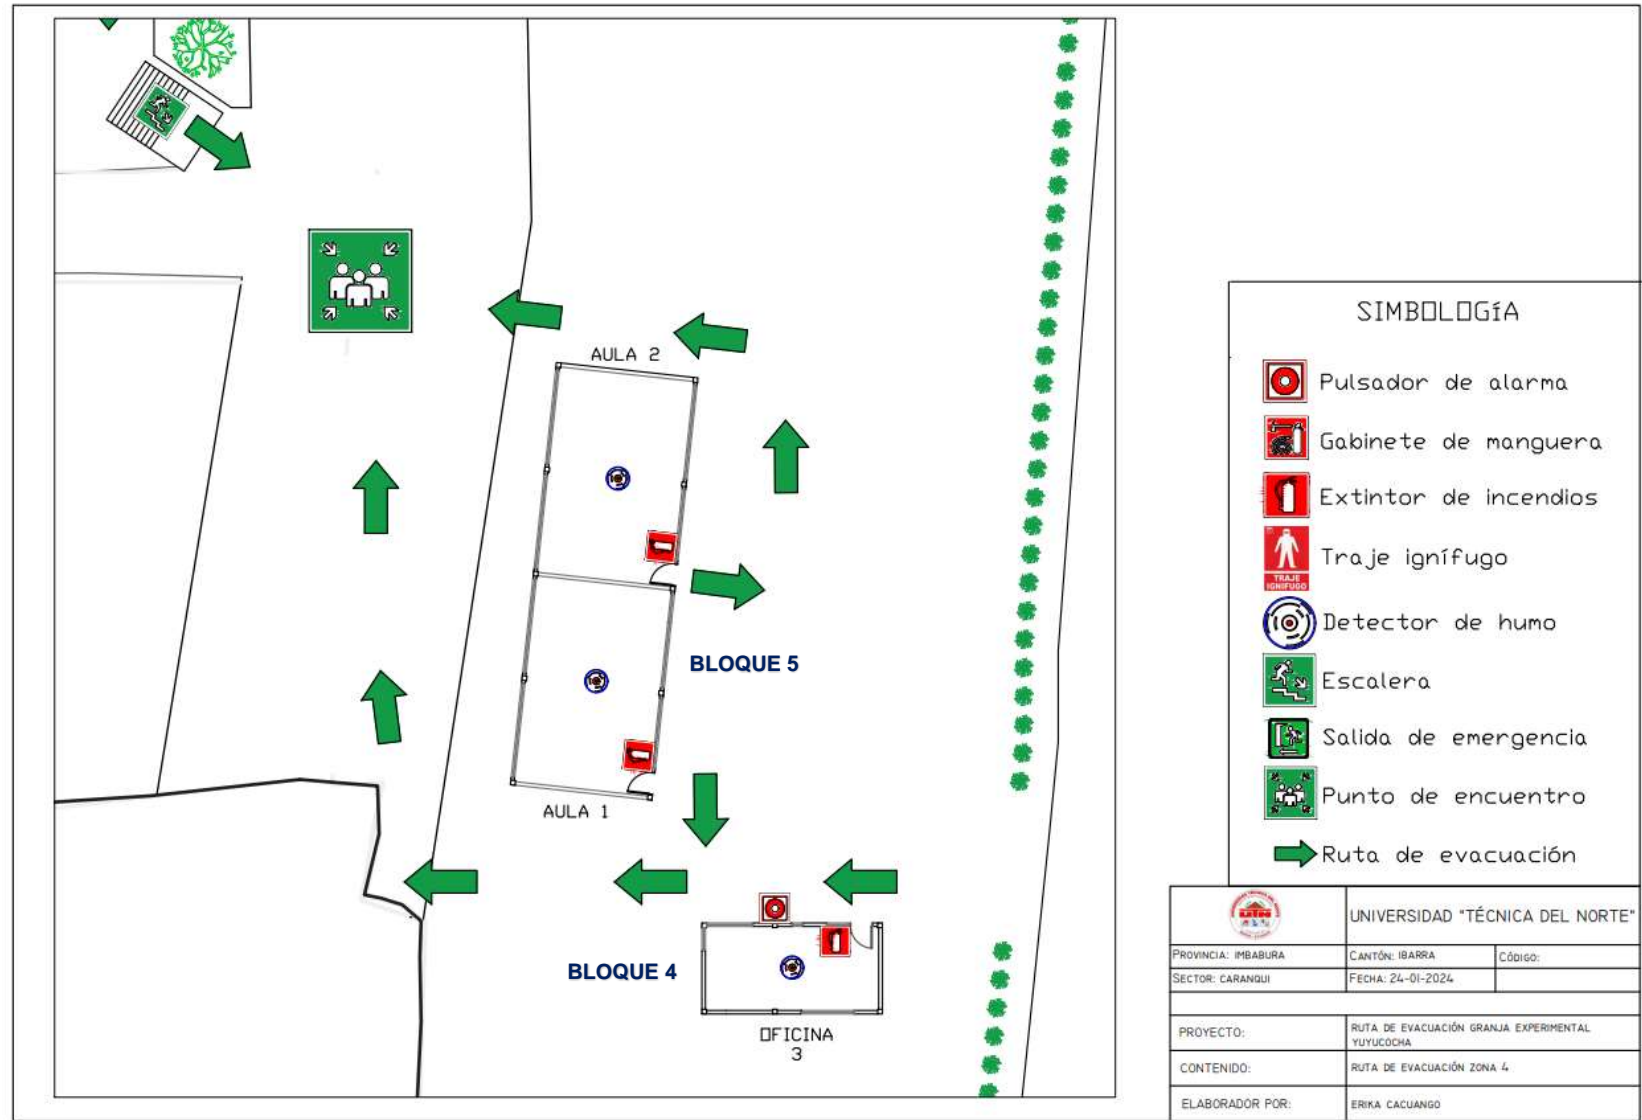 AULA 2
BLOQUE 5
AULA 1
BLOQUE 4
OFICINA
3
SIMBOLOGíA
Pulsador de alarma
Gabinete de manguera
Extintor de incendios
Traje ignífugo
TRAJE
IGNIFUGO
Detector de humo
Escalera
Salida de emergencia
Punto de encuentro
Ruta de evacuación
UTN
UNIVERSIDAD "TÉCNICA DEL NORTE"
PROVINCIA: IMBABURA
CANTÓN: IBARRA
CÓDIGO:
SECTOR: CARANQUI
FECHA: 24-01-2024
PROYECTO:
RUTA DE EVACUACIÓN GRANJA EXPERIMENTAL
YUYUCOCHA
CONTENIDO:
RUTA DE EVACUACIÓN ZONA 4
ELABORADOR POR:
ERIKA CACUANGO